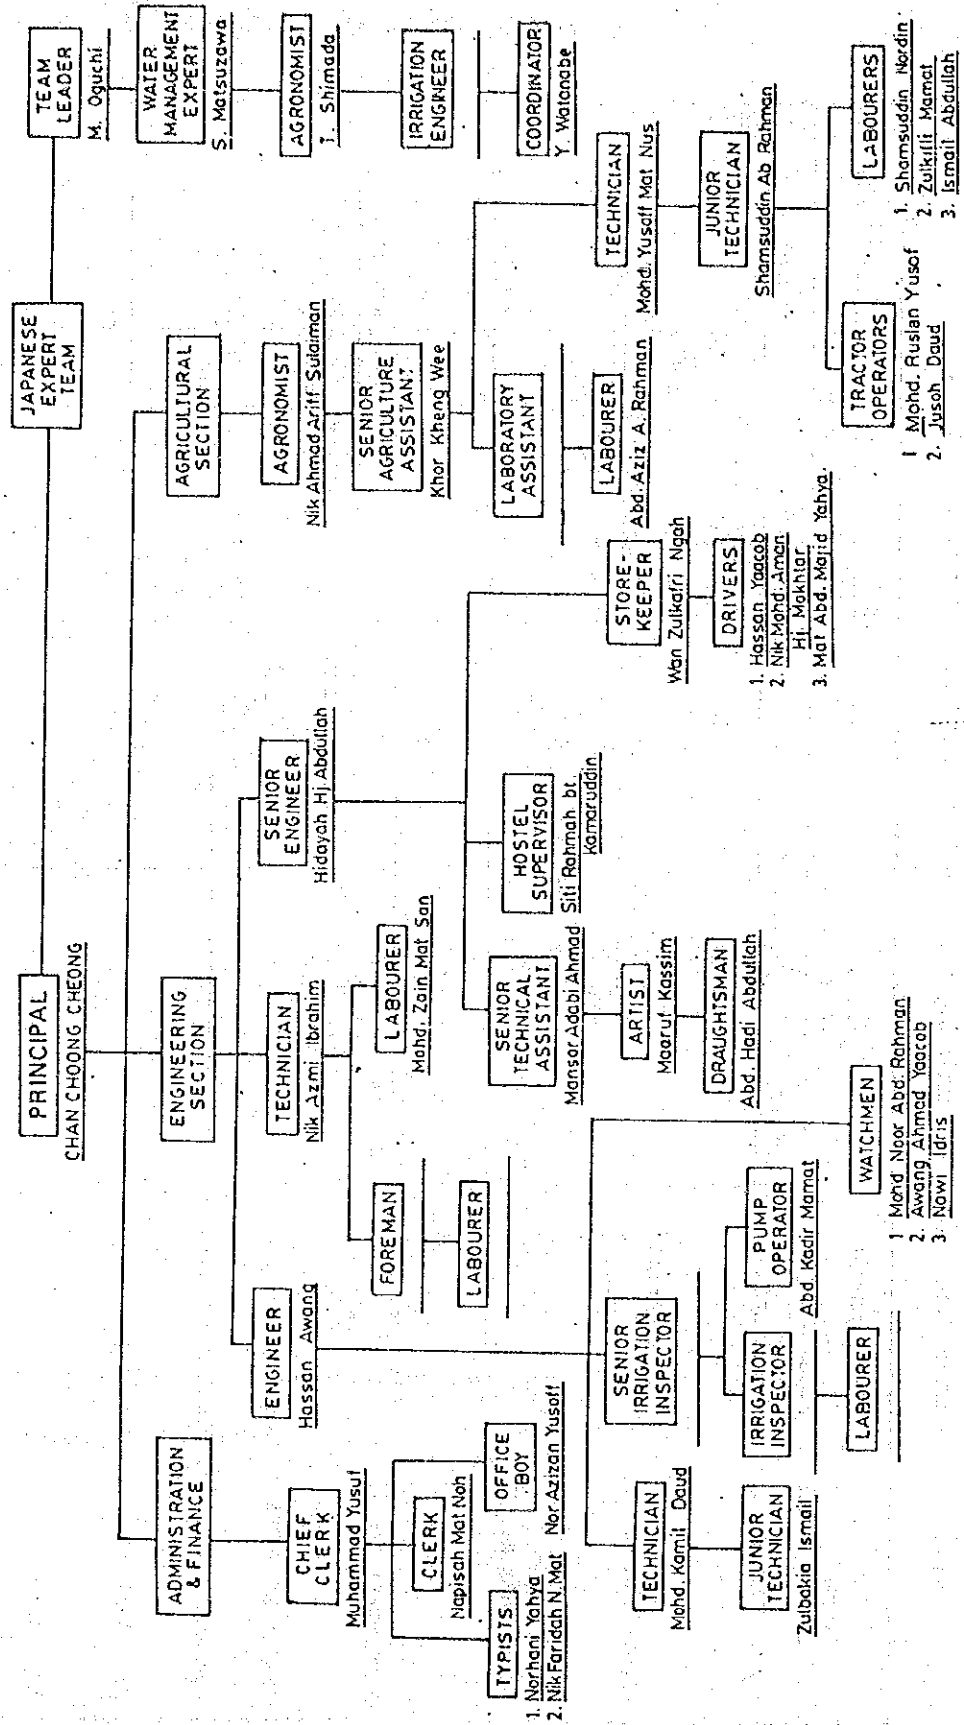 PRINCIPAL
CHAN CHOONG CHEONG
JAPANESE
EXPERT
TEAM
TEAM
LEADER
M. Oguchi
WATER
MANAGEMENT
EXPERT
S. Matsuzawa
AGRONOMIST
T. Shimada
IRRIGATION
ENGINEER
COORDINATOR
Y. Watanabe
ADMINISTRATION
& FINANCE
CHIEF
CLERK
Muhammad Yusuf
TYPISTS
1. Norhani Yahya
2. Nik Faridah N. Mat
CLERK
Napisah Mat Noh
OFFICE
BOY
Nor Azizan Yusoff
ENGINEERING
SECTION
ENGINEER
Hassan Awang
TECHNICIAN
Mohd. Kamil Daud
JUNIOR
TECHNICIAN
Zulbakia Ismail
SENIOR
IRRIGATION
INSPECTOR
IRRIGATION
INSPECTOR
LABOURER
PUMP
OPERATOR
Abd. Kadir Mamat
WATCHMEN
1 Mohd Noor Abd. Rahman
2. Awang Ahmad Yaacob
3. Nawi Idris
TECHNICIAN
Nik Azmi Ibrahim
FOREMAN
LABOURER
LABOURER
Mohd. Zain Mat San
SENIOR
ENGINEER
Hidayah Hj. Abdullah
SENIOR
TECHNICAL
ASSISTANT
Mansor Adabi Ahmad
ARTIST
Maaruf Kassim
DRAUGHTSMAN
Abd. Hadi Abdullah
HOSTEL
SUPERVISOR
Siti Rahmah bt.
Kamaruddin
STORE-
KEEPER
Wan Zulkafri Ngah
DRIVERS
1. Hassan Yaacob
2. Nik Mohd. Aman
Hj. Mokhtar
3. Mat Abd. Majid Yahya.
AGRICULTURAL
SECTION
AGRONOMIST
Nik Ahmad Ariff Sulaiman
SENIOR
AGRICULTURE
ASSISTANT
Khor Kheng Wee
LABORATORY
ASSISTANT
LABOURER
Abd. Aziz A. Rahman
TECHNICIAN
Mohd. Yusoff Mat Nus
JUNIOR
TECHNICIAN
Shamsuddin Ab Rahman
TRACTOR
OPERATORS
1 Mohd. Ruslan Yusof
2. Jusoh Daud
LABOURERS
1. Shamsuddin Nordin
2. Zulkifli Mamat
3. Ismail Abdullah